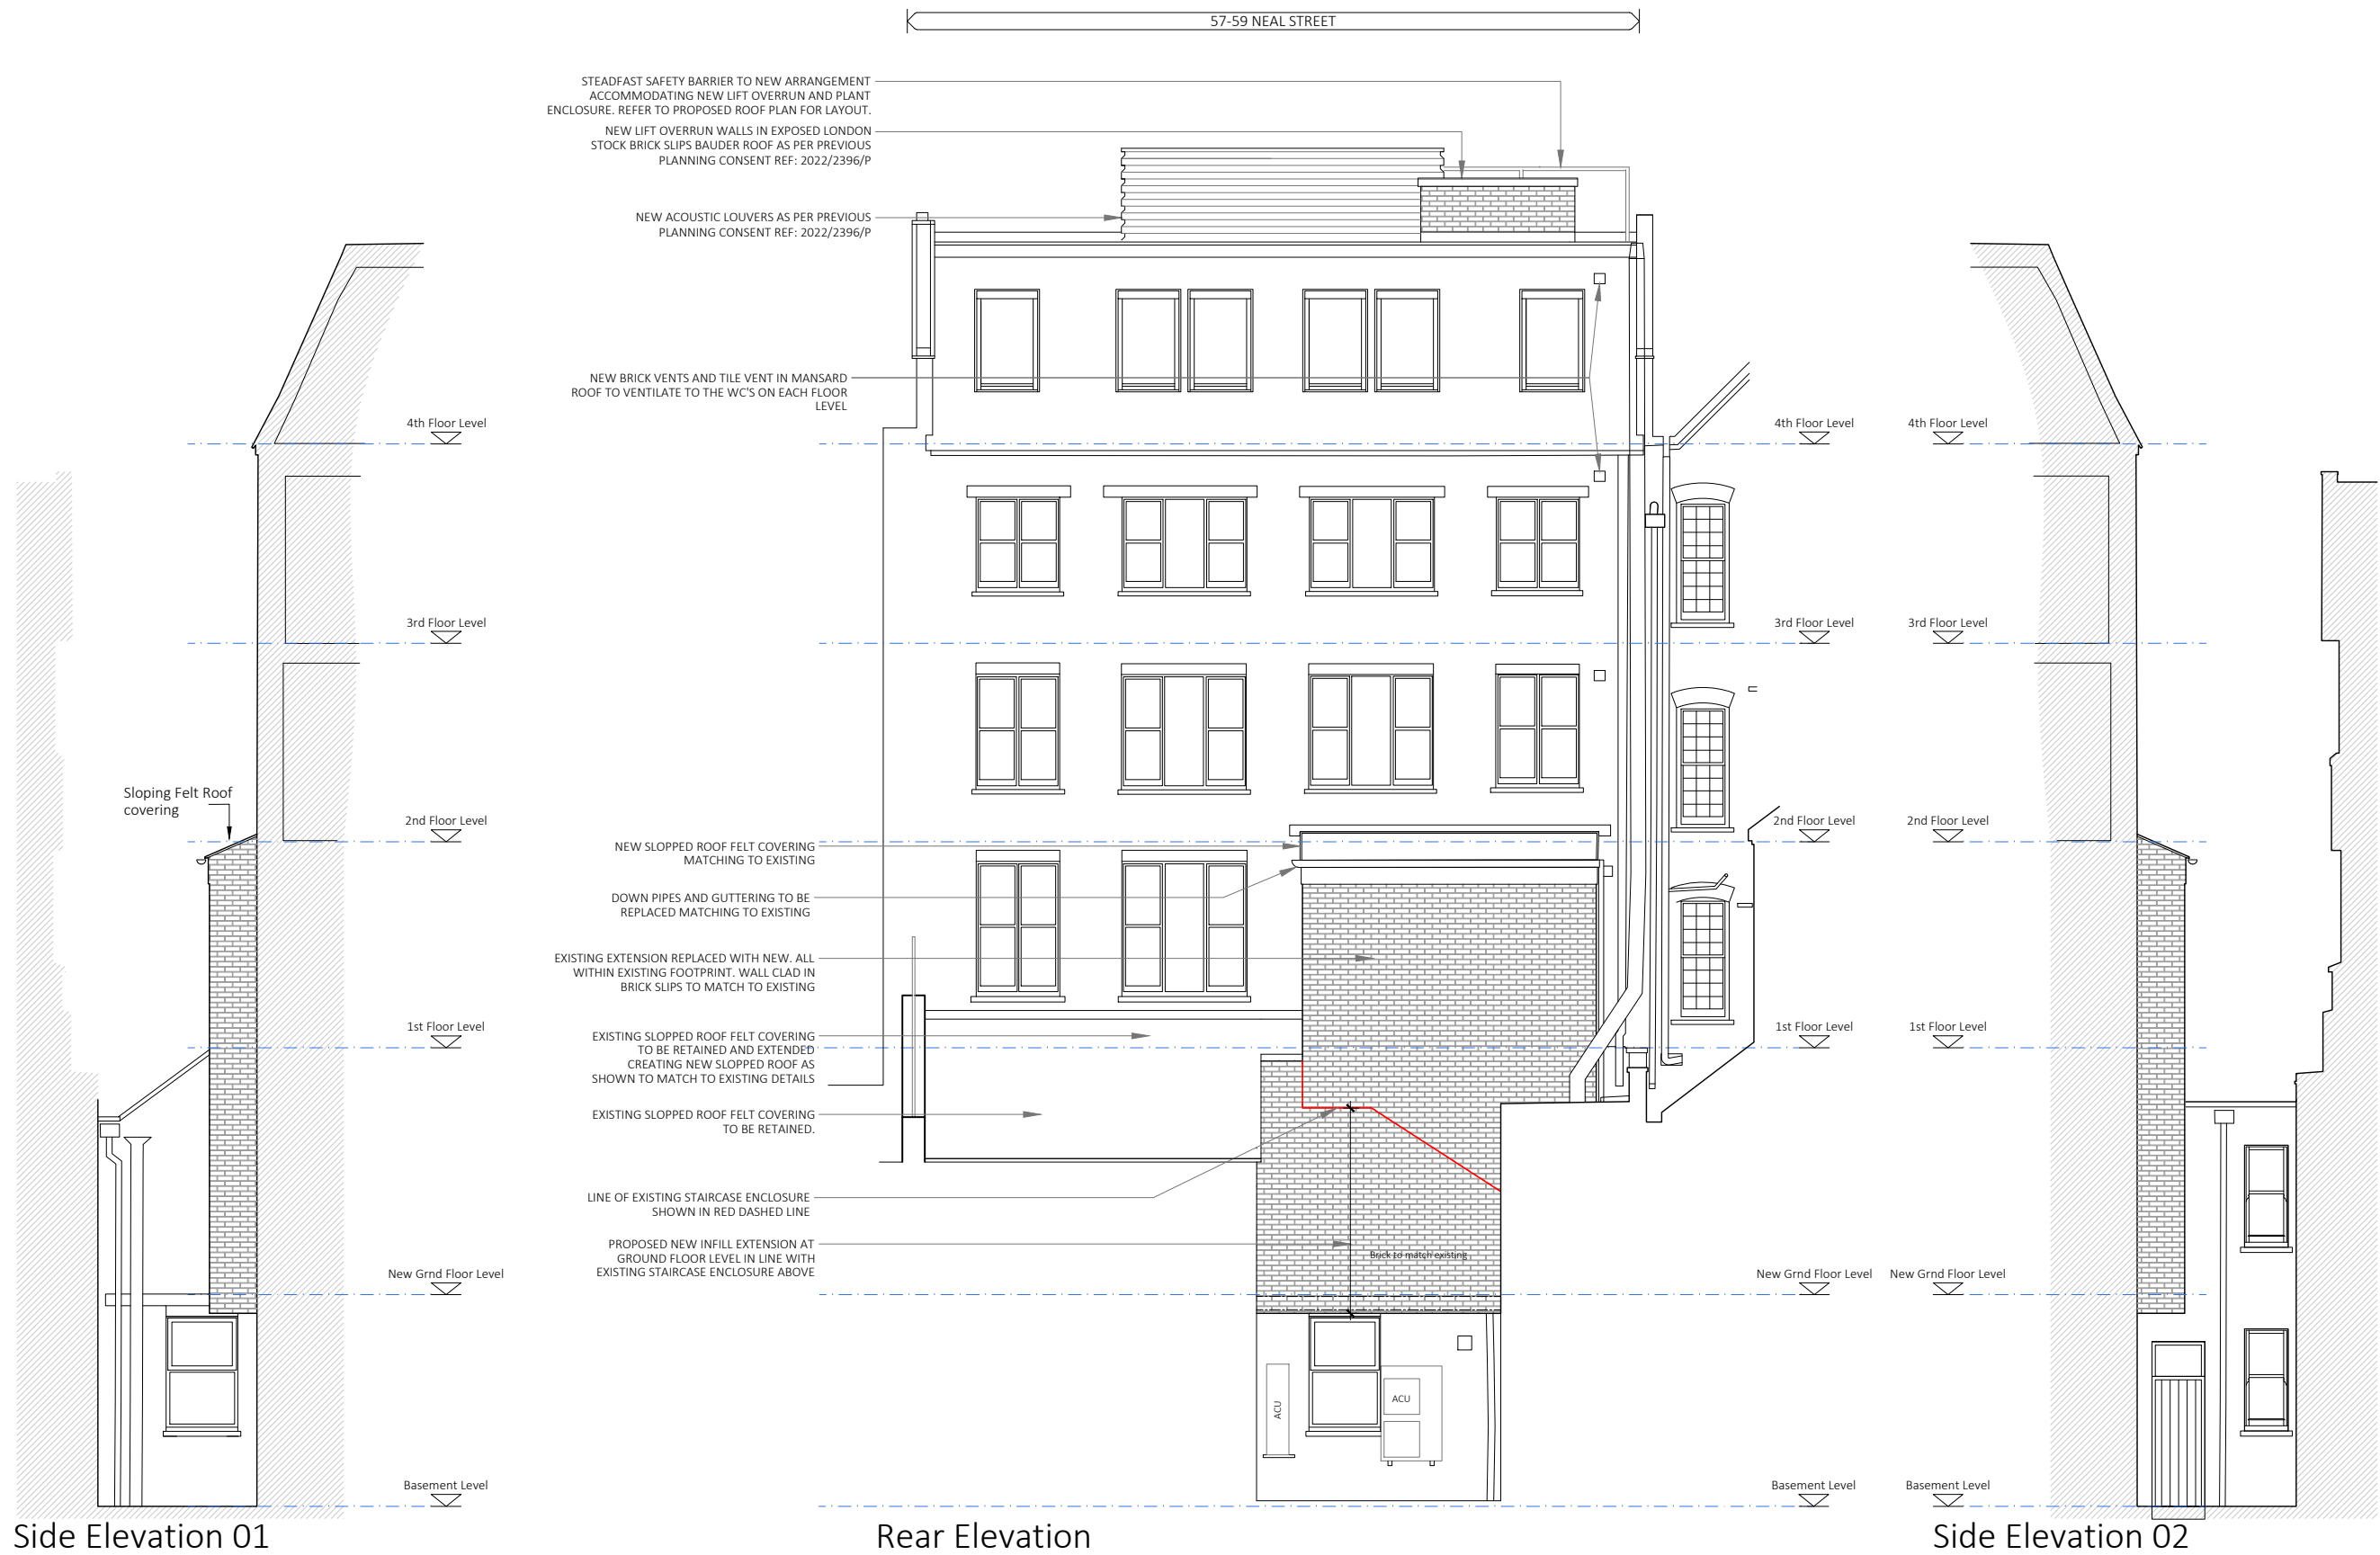 57-59 NEAL STREET
STEADFAST SAFETY BARRIER TO NEW ARRANGEMENT
ACCOMMODATING NEW LIFT OVERRUN AND PLANT
ENCLOSURE. REFER TO PROPOSED ROOF PLAN FOR LAYOUT.
NEW LIFT OVERRUN WALLS IN EXPOSED LONDON
STOCK BRICK SLIPS BAUDER ROOF AS PER PREVIOUS
PLANNING CONSENT REF: 2022/2396/P
NEW ACOUSTIC LOUVERS AS PER PREVIOUS
PLANNING CONSENT REF: 2022/2396/P
NEW BRICK VENTS AND TILE VENT IN MANSARD
ROOF TO VENTILATE TO THE WC'S ON EACH FLOOR
LEVEL
4th Floor Level
4th Floor Level
4th Floor Level
3rd Floor Level
3rd Floor Level
3rd Floor Level
Sloping Felt Roof
covering
2nd Floor Level
2nd Floor Level
2nd Floor Level
NEW SLOPPED ROOF FELT COVERING
MATCHING TO EXISTING
DOWN PIPES AND GUTTERING TO BE
REPLACED MATCHING TO EXISTING
EXISTING EXTENSION REPLACED WITH NEW. ALL
WITHIN EXISTING FOOTPRINT. WALL CLAD IN
BRICK SLIPS TO MATCH TO EXISTING
1st Floor Level
1st Floor Level
1st Floor Level
EXISTING SLOPPED ROOF FELT COVERING
TO BE RETAINED AND EXTENDED
CREATING NEW SLOPPED ROOF AS
SHOWN TO MATCH TO EXISTING DETAILS
EXISTING SLOPPED ROOF FELT COVERING
TO BE RETAINED.
LINE OF EXISTING STAIRCASE ENCLOSURE
SHOWN IN RED DASHED LINE
PROPOSED NEW INFILL EXTENSION AT
GROUND FLOOR LEVEL IN LINE WITH
EXISTING STAIRCASE ENCLOSURE ABOVE
Brick to match existing
New Grnd Floor Level
New Grnd Floor Level
New Grnd Floor Level
ACU
ACU
Basement Level
Basement Level
Basement Level
Side Elevation 01
Rear Elevation
Side Elevation 02